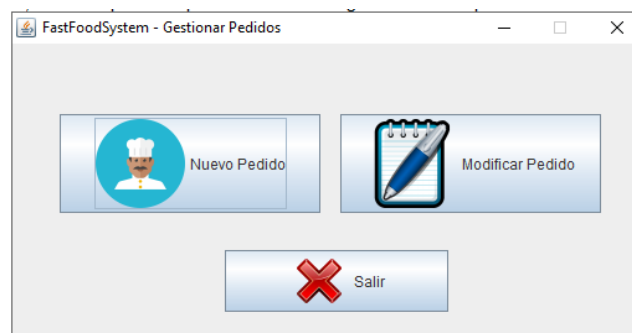 FastFoodSystem - Gestionar Pedidos
Nuevo Pedido
Modificar Pedido
Salir